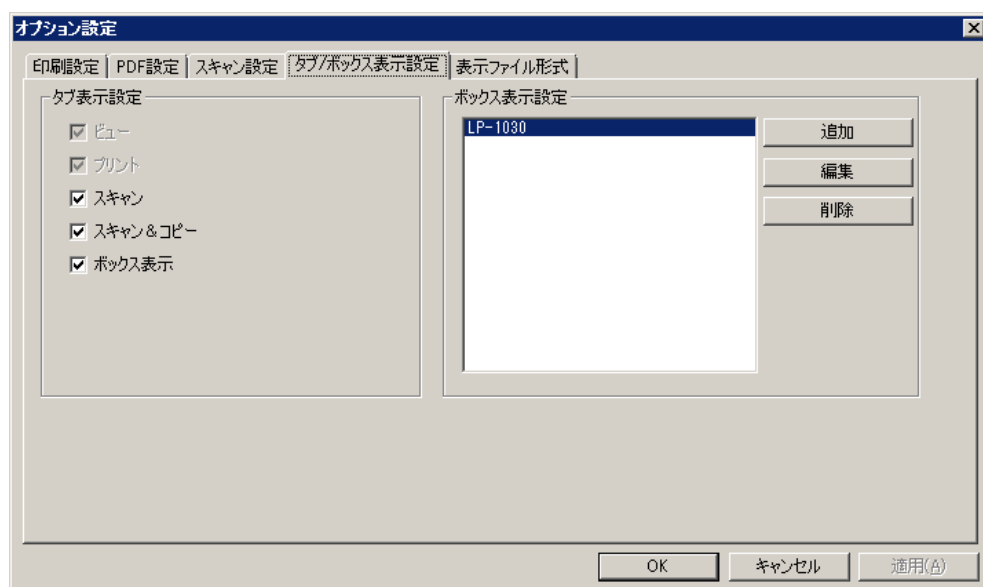 オプション設定
印刷設定 PDF設定 スキャン設定 タブ/ボックス表示設定 表示ファイル形式
タブ表示設定
ビュー
プリント
スキャン
スキャン＆コピー
ボックス表示
ボックス表示設定
LP-1030
追加
編集
削除
OK キャンセル 適用(A)